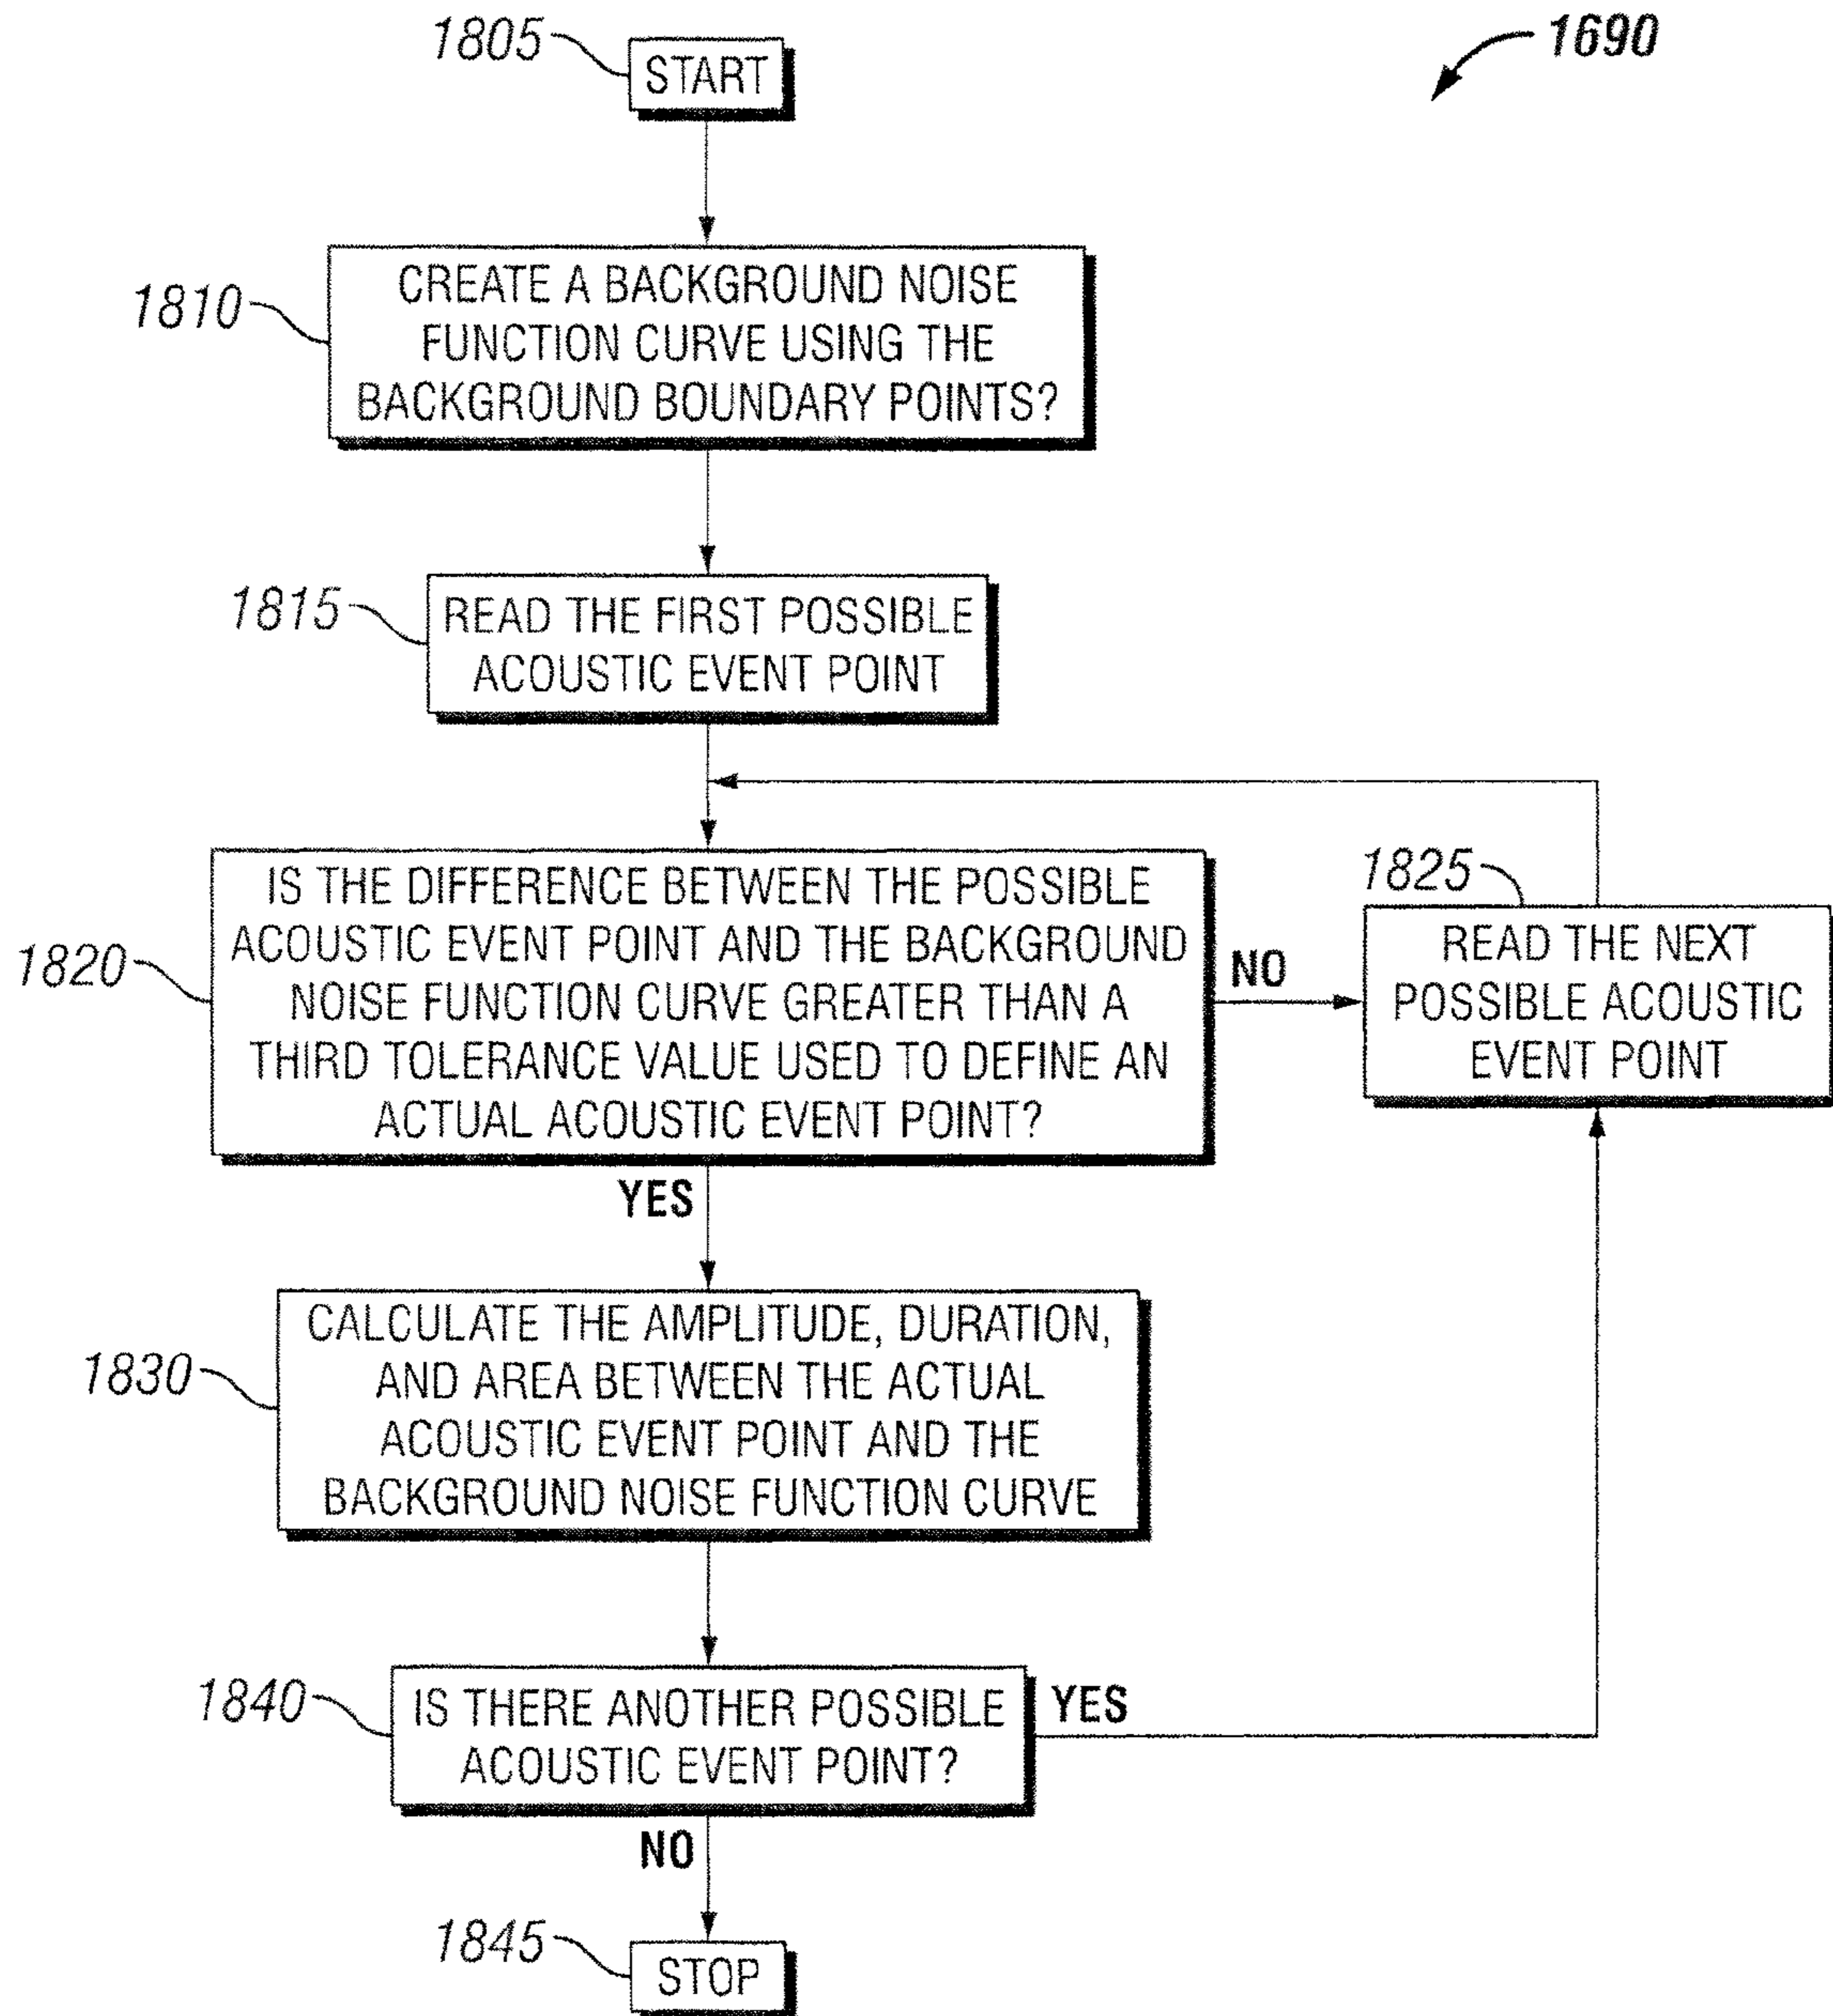 1690
1805
START
1810
CREATE A BACKGROUND NOISE
FUNCTION CURVE USING THE
BACKGROUND BOUNDARY POINTS?
1815
READ THE FIRST POSSIBLE
ACOUSTIC EVENT POINT
1820
IS THE DIFFERENCE BETWEEN THE POSSIBLE
ACOUSTIC EVENT POINT AND THE BACKGROUND
NOISE FUNCTION CURVE GREATER THAN A
THIRD TOLERANCE VALUE USED TO DEFINE AN
ACTUAL ACOUSTIC EVENT POINT?
NO
1825
READ THE NEXT
POSSIBLE ACOUSTIC
EVENT POINT
YES
1830
CALCULATE THE AMPLITUDE, DURATION,
AND AREA BETWEEN THE ACTUAL
ACOUSTIC EVENT POINT AND THE
BACKGROUND NOISE FUNCTION CURVE
1840
IS THERE ANOTHER POSSIBLE
ACOUSTIC EVENT POINT?
YES
NO
1845
STOP